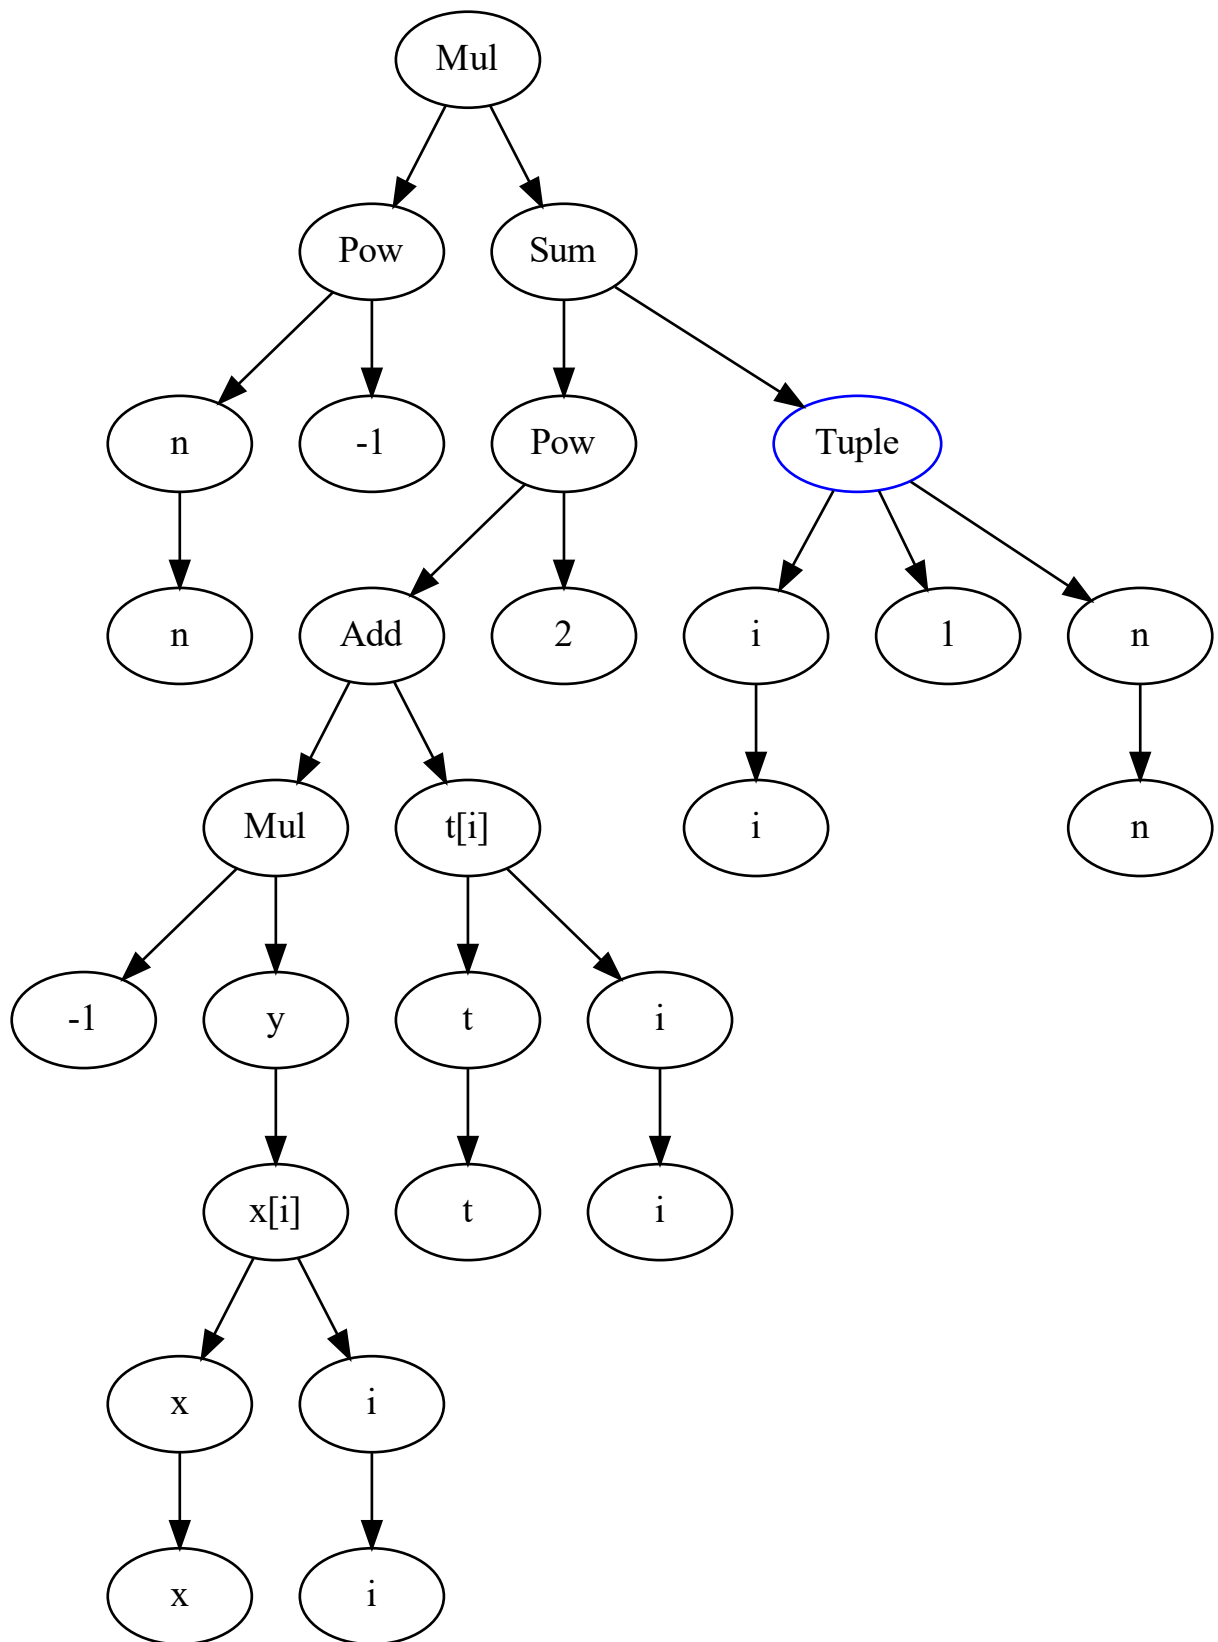 Mul
Pow Sum
n -1 Pow Tuple
n Add 2 i 1 n
Mul t[i] i n
-1 y t i
x[i] t i
x i
x i